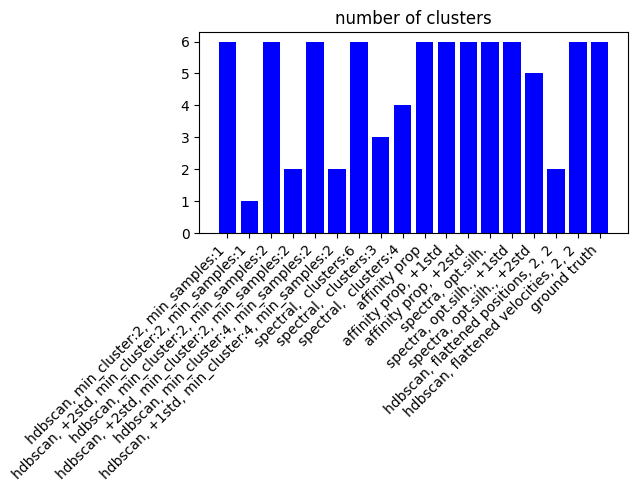 number of clusters
6
5
4
3
2
1
0
hdbscan, min_cluster:2, min_samples:1
hdbscan, +2std, min_cluster:2, min_samples:1
hdbscan, min_cluster:2, min_samples:2
hdbscan, +2std, min_cluster:2, min_samples:2
hdbscan, min_cluster:4, min_samples:2
hdbscan, +1std, min_cluster:4, min_samples:2
spectral,  clusters:6
spectral,  clusters:3
spectral,  clusters:4
affinity prop
affinity prop, +1std
affinity prop, +2std
spectra, opt.silh.
spectra, opt.silh., +1std
spectra, opt.silh., +2std
hdbscan, flattened positions, 2, 2
hdbscan, flattened velocities, 2, 2
ground truth